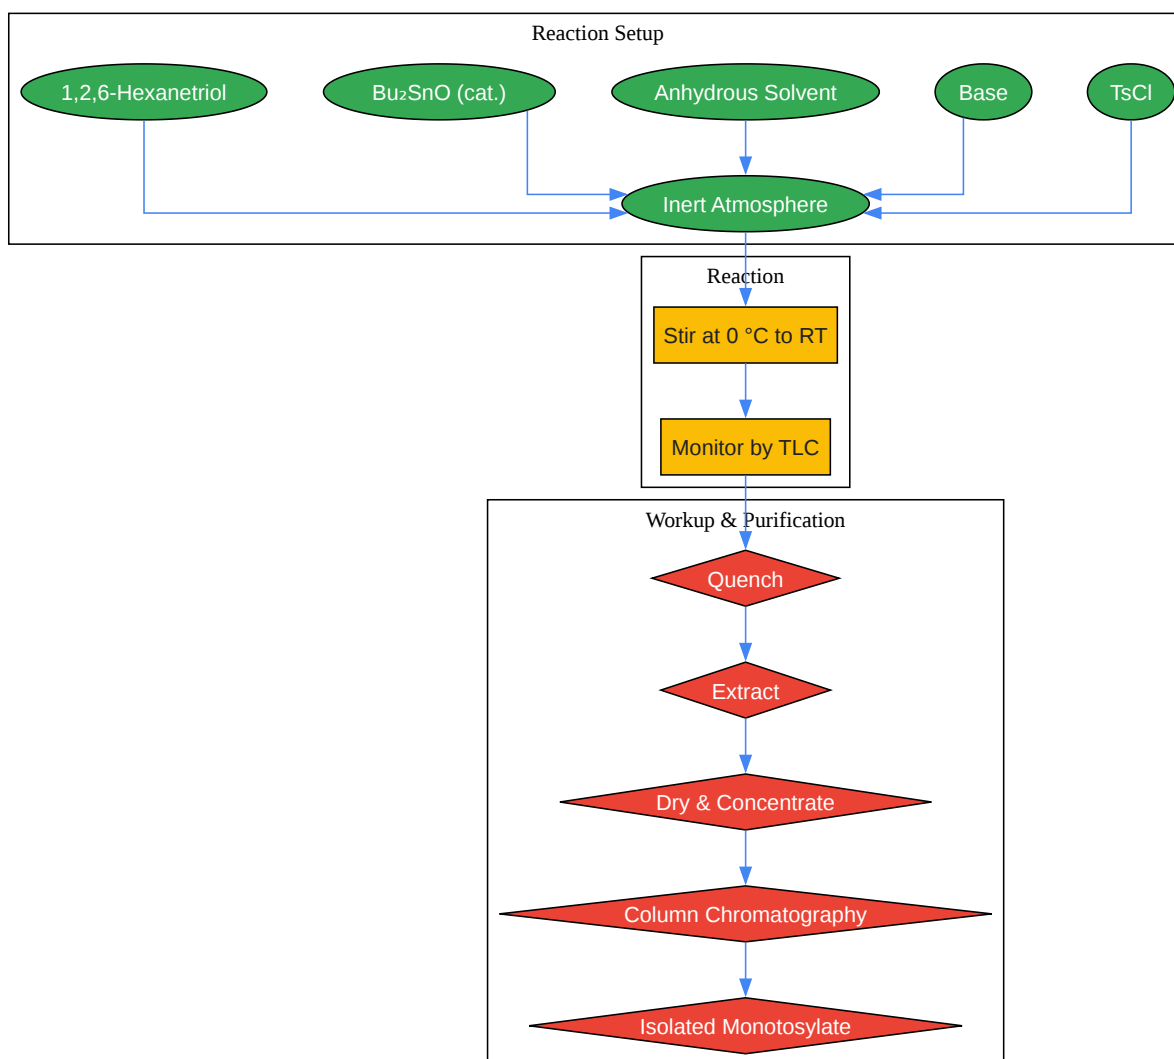 Reaction Setup
1,2,6-Hexanetriol
Bu₂SnO (cat.)
Anhydrous Solvent
Base
TsCl
Inert Atmosphere
Reaction
Stir at 0 °C to RT
Monitor by TLC
Workup & Purification
Quench
Extract
Dry & Concentrate
Column Chromatography
Isolated Monotosylate